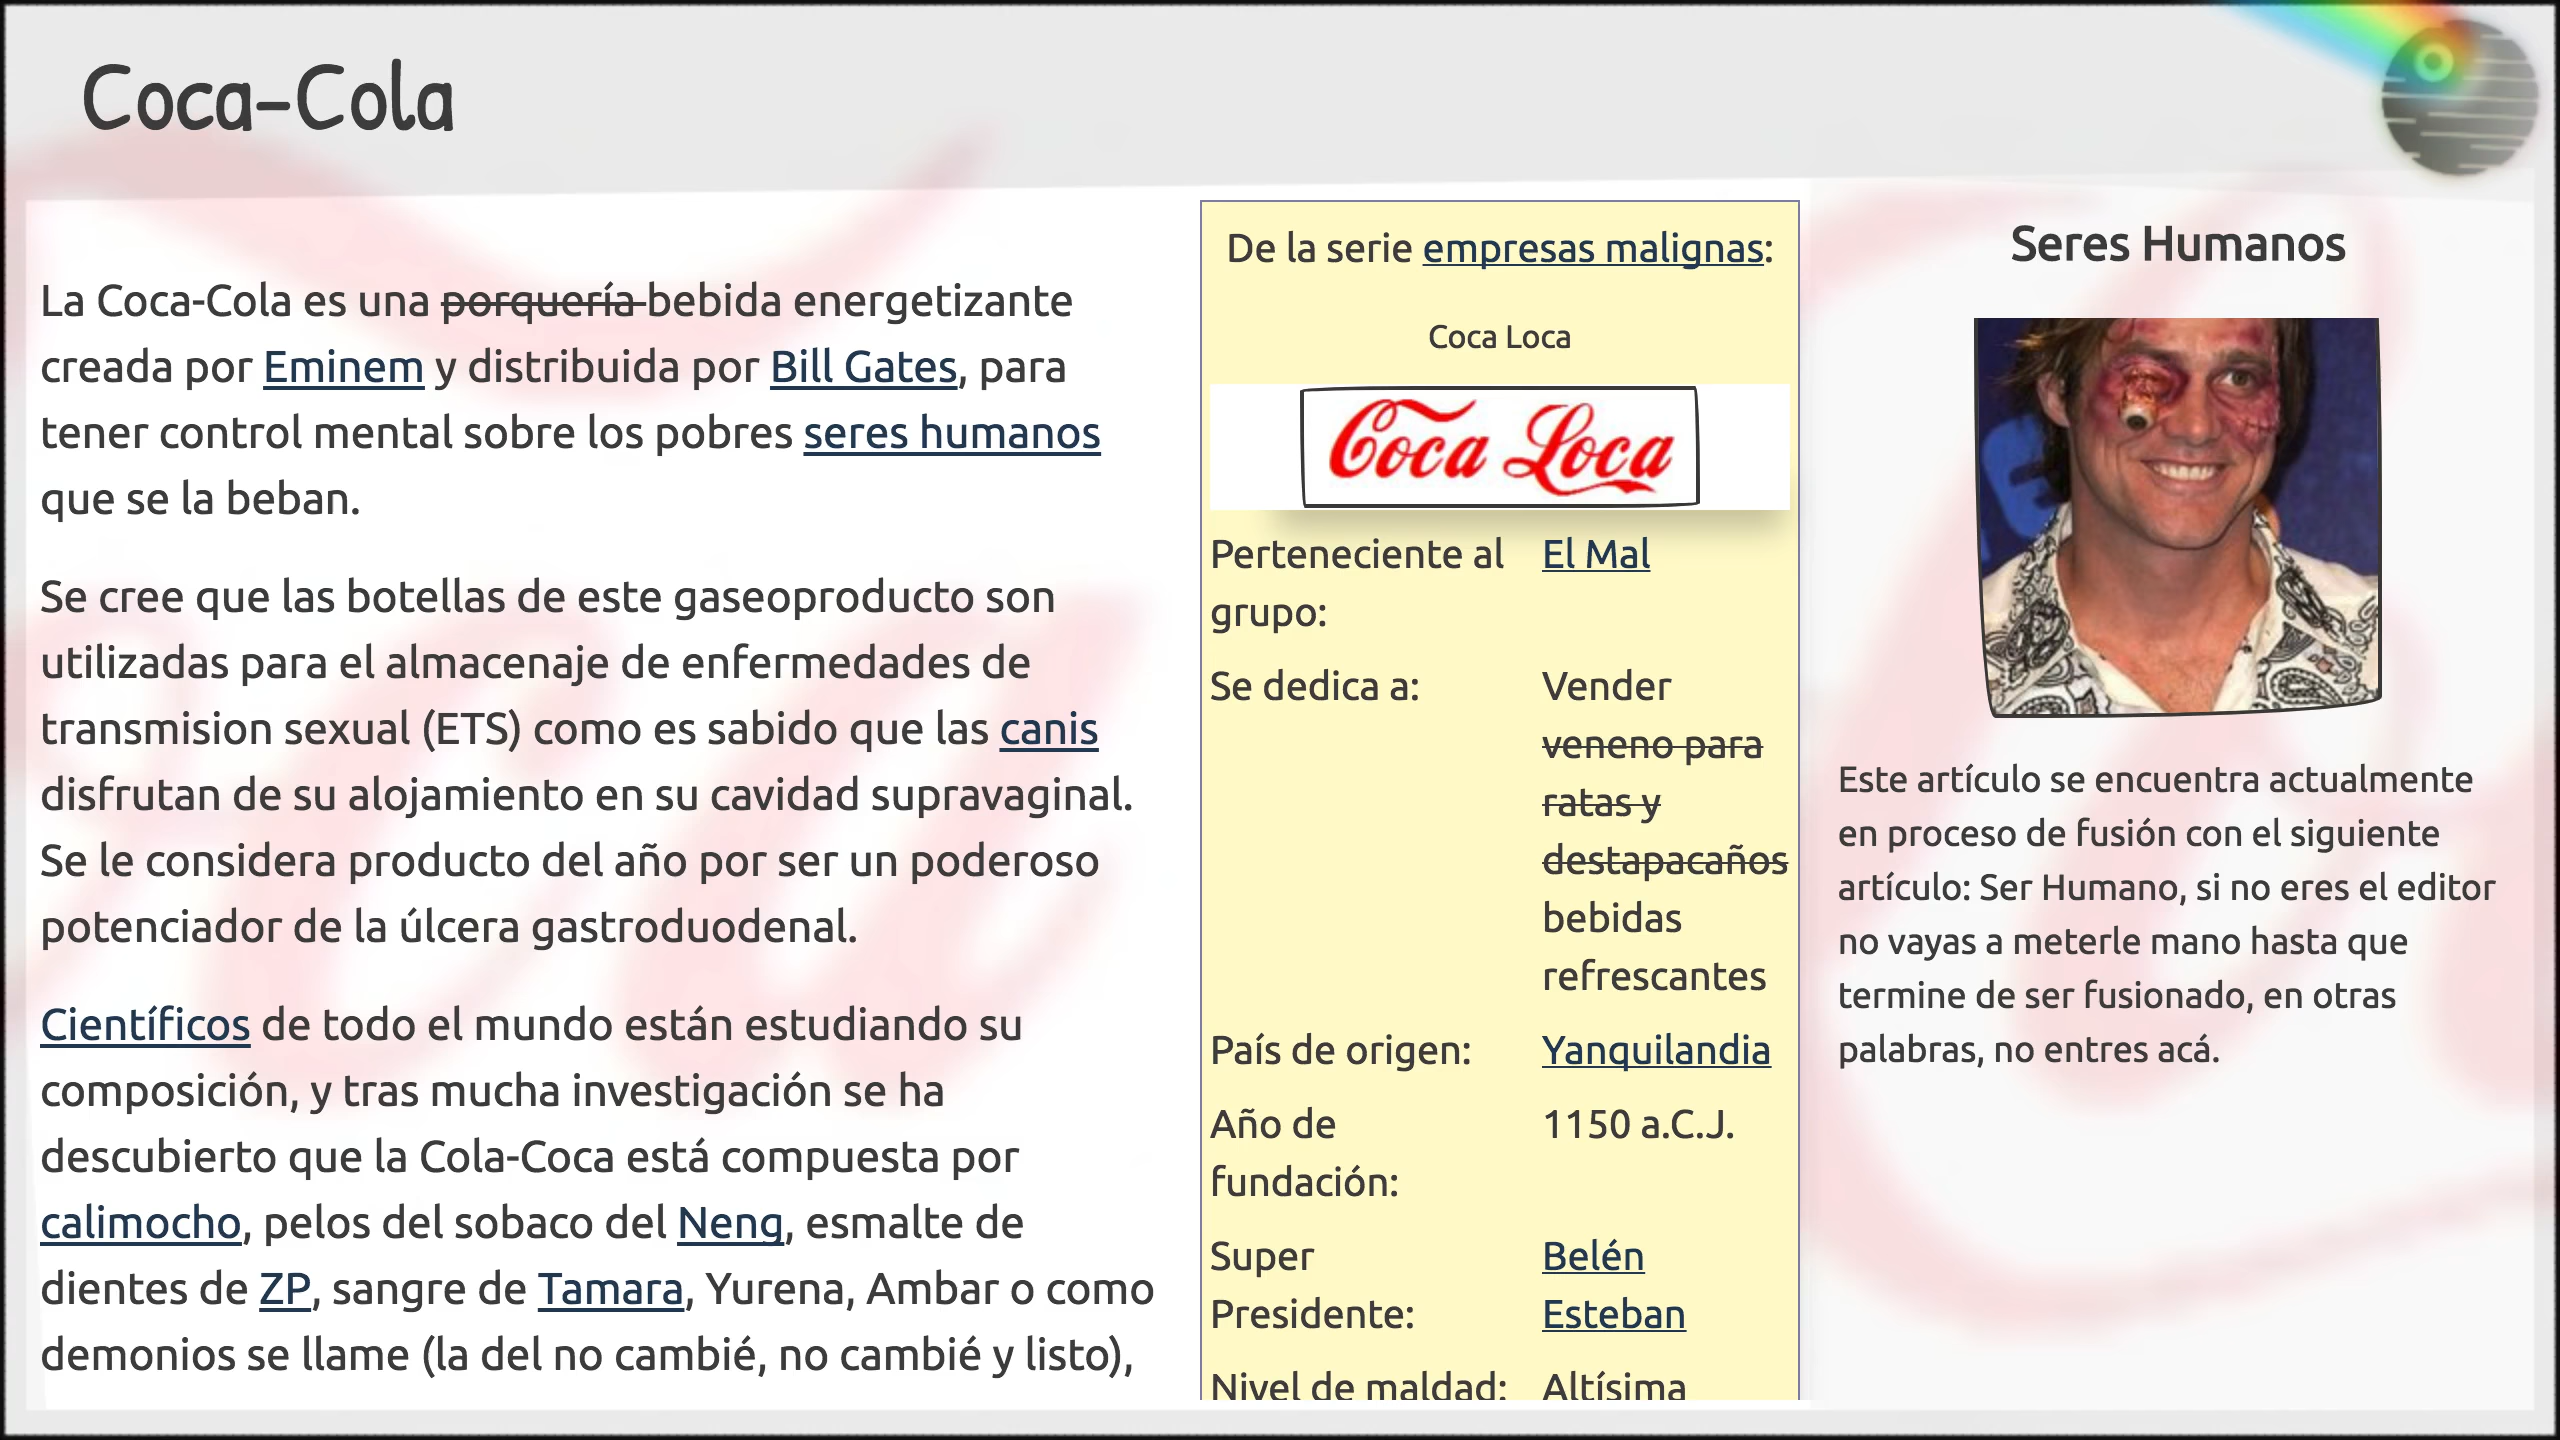 Coca-Cola
La Coca-Cola es una porquería bebida energetizante
creada por Eminem y distribuida por Bill Gates, para
tener control mental sobre los pobres seres humanos
que se la beban.
Se cree que las botellas de este gaseoproducto son
utilizadas para el almacenaje de enfermedades de
transmision sexual (ETS) como es sabido que las canis
disfrutan de su alojamiento en su cavidad supravaginal.
Se le considera producto del año por ser un poderoso
potenciador de la úlcera gastroduodenal.
Científicos de todo el mundo están estudiando su
composición, y tras mucha investigación se ha
descubierto que la Cola-Coca está compuesta por
calimocho, pelos del sobaco del Neng, esmalte de
dientes de ZP, sangre de Tamara, Yurena, Ambar o como
demonios se llame (la del no cambié, no cambié y listo),
De la serie empresas malignas:
Coca Loca
Coca Loca
Perteneciente al El Mal
grupo:
Se dedica a: Vender
veneno para
ratas y
destapacaños
bebidas
refrescantes
País de origen: Yanquilandia
Año de 1150 a.C.J.
fundación:
Super Belén
Presidente: Esteban
Nivel de maldad: Altísima
Seres Humanos
Este artículo se encuentra actualmente
en proceso de fusión con el siguiente
artículo: Ser Humano, si no eres el editor
no vayas a meterle mano hasta que
termine de ser fusionado, en otras
palabras, no entres acá.